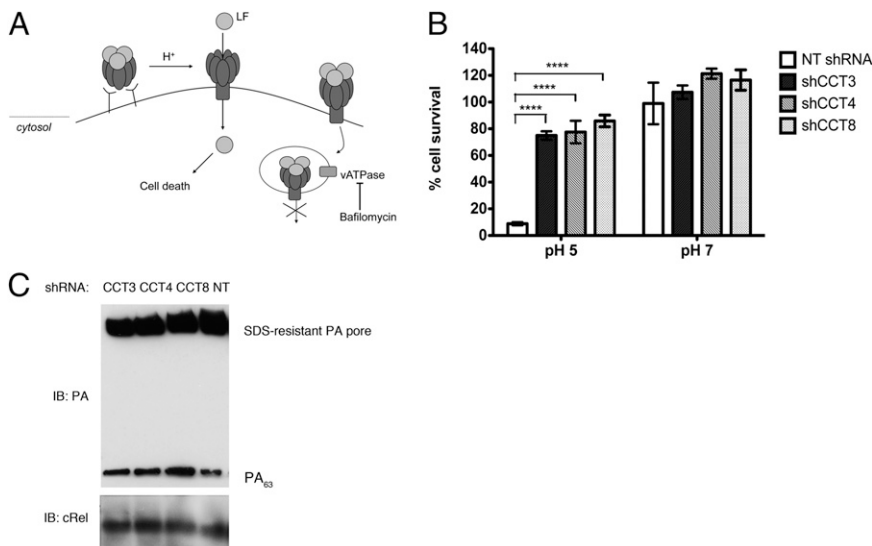 A
LF
H⁺
cytosol
Cell death
vATPase
Bafilomycin
B
% cell survival
140
120
100
80
60
40
20
0
****
****
****
pH 5
pH 7
NT shRNA
shCCT3
shCCT4
shCCT8
C
shRNA: CCT3 CCT4 CCT8 NT
SDS-resistant PA pore
IB: PA
PA₆₃
IB: cRel